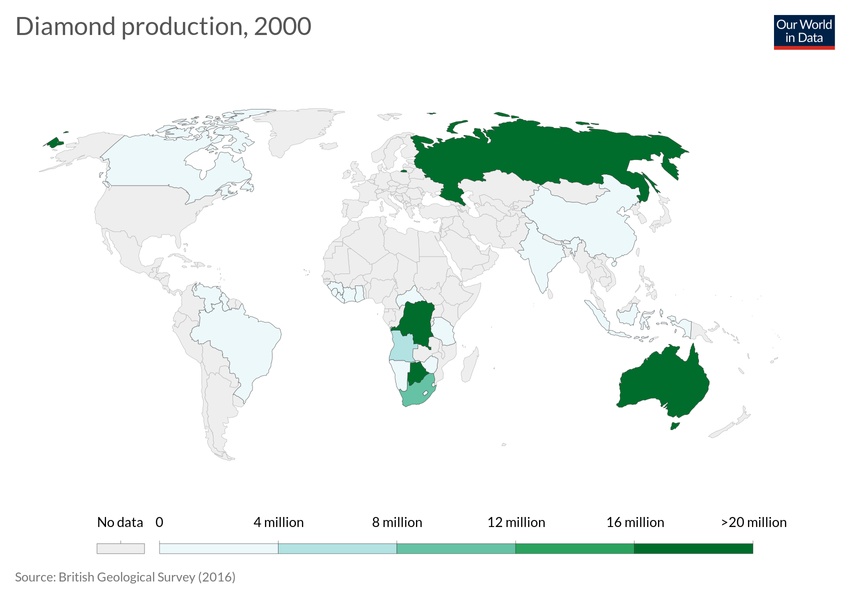 Diamond production, 2000
Our World
in Data
No data 0 4 million 8 million 12 million 16 million >20 million
Source: British Geological Survey (2016)